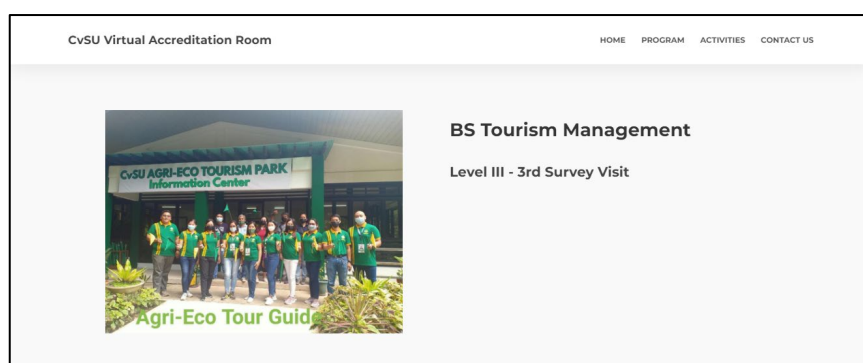 CvSU Virtual Accreditation Room
HOME PROGRAM ACTIVITIES CONTACT US
CvSU AGRI-ECO TOURISM PARK
Information Center
Agri-Eco Tour Guide
BS Tourism Management
Level III - 3rd Survey Visit